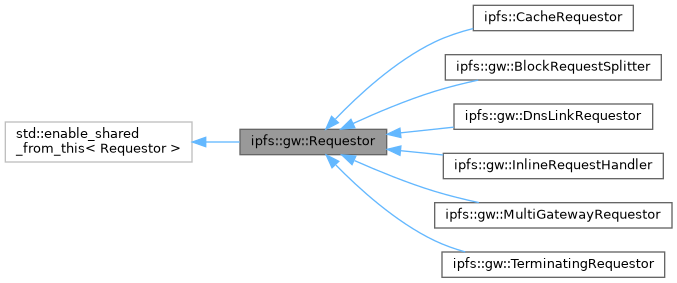 ipfs::CacheRequestor
ipfs::gw::BlockRequestSplitter
ipfs::gw::DnsLinkRequestor
std::enable_shared
_from_this< Requestor >
ipfs::gw::Requestor
ipfs::gw::InlineRequestHandler
ipfs::gw::MultiGatewayRequestor
ipfs::gw::TerminatingRequestor